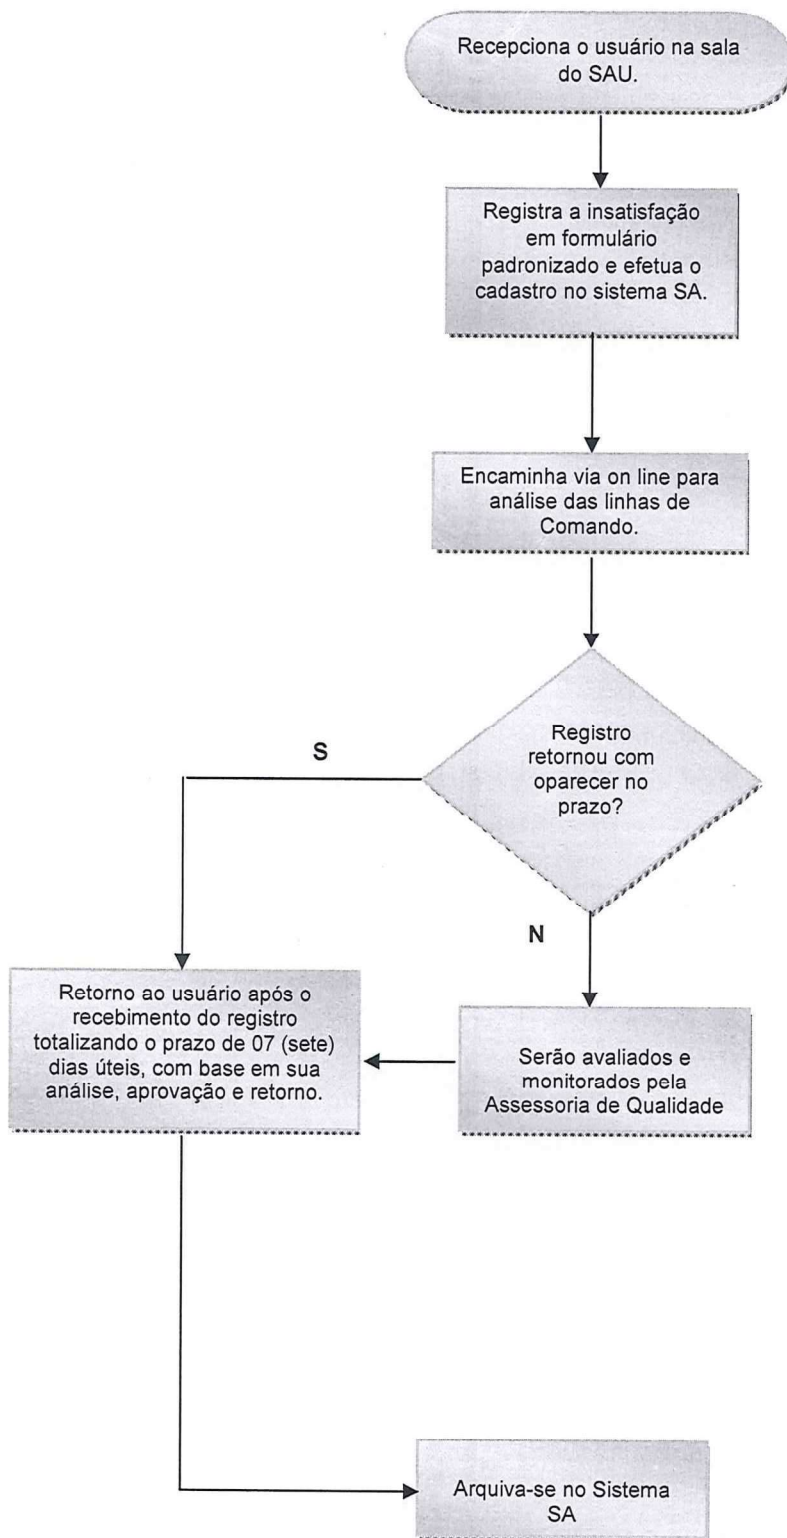 Recepciona o usuário na sala
do SAU.
Registra a insatisfação
em formulário
padronizado e efetua o
cadastro no sistema SA.
Encaminha via on line para
análise das linhas de
Comando.
Registro
retornou com
oparecer no
prazo?
S
N
Retorno ao usuário após o
recebimento do registro
totalizando o prazo de 07 (sete)
dias úteis, com base em sua
análise, aprovação e retorno.
Serão avaliados e
monitorados pela
Assessoria de Qualidade
Arquiva-se no Sistema
SA